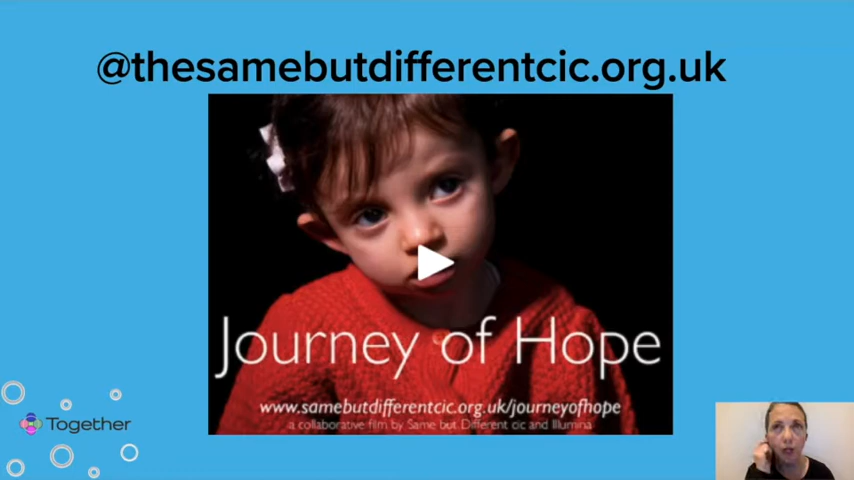 @thesamebutdifferentcic.org.uk
Journey of Hope
www.samebutdifferentcic.org.uk/journeyofhope
a collaborative film by Same but Different cic and Illumina
Together